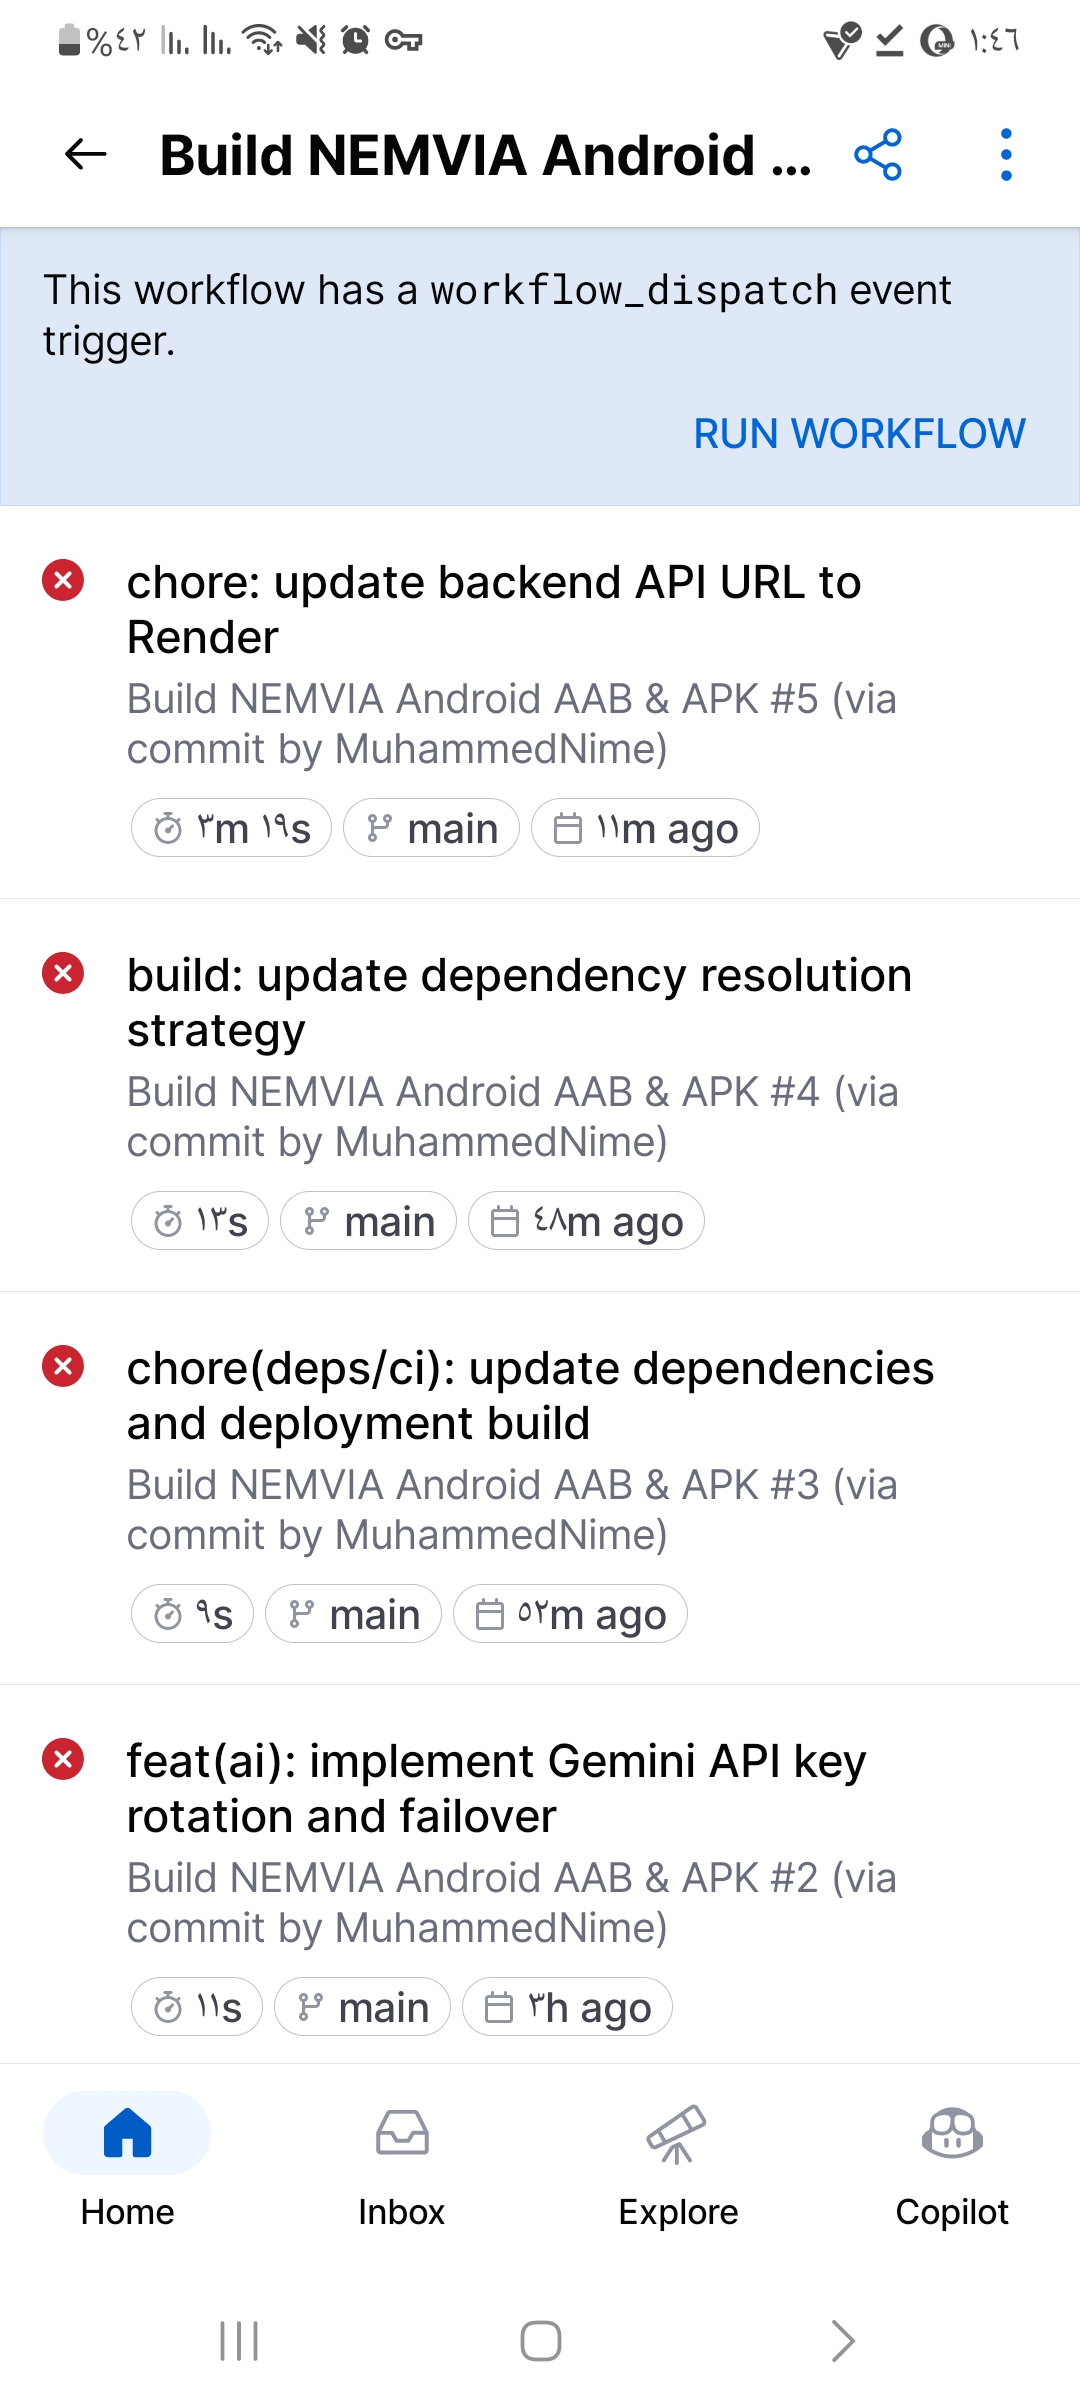 %٤٢
١:٤٦
Build NEMVIA Android ...
This workflow has a workflow_dispatch event
trigger.
RUN WORKFLOW
chore: update backend API URL to
Render
Build NEMVIA Android AAB & APK #5 (via
commit by MuhammedNime)
٣m ١٩s
main
١١m ago
build: update dependency resolution
strategy
Build NEMVIA Android AAB & APK #4 (via
commit by MuhammedNime)
١٣s
main
٤٨m ago
chore(deps/ci): update dependencies
and deployment build
Build NEMVIA Android AAB & APK #3 (via
commit by MuhammedNime)
٩s
main
٥٢m ago
feat(ai): implement Gemini API key
rotation and failover
Build NEMVIA Android AAB & APK #2 (via
commit by MuhammedNime)
١١s
main
٣h ago
Home
Inbox
Explore
Copilot